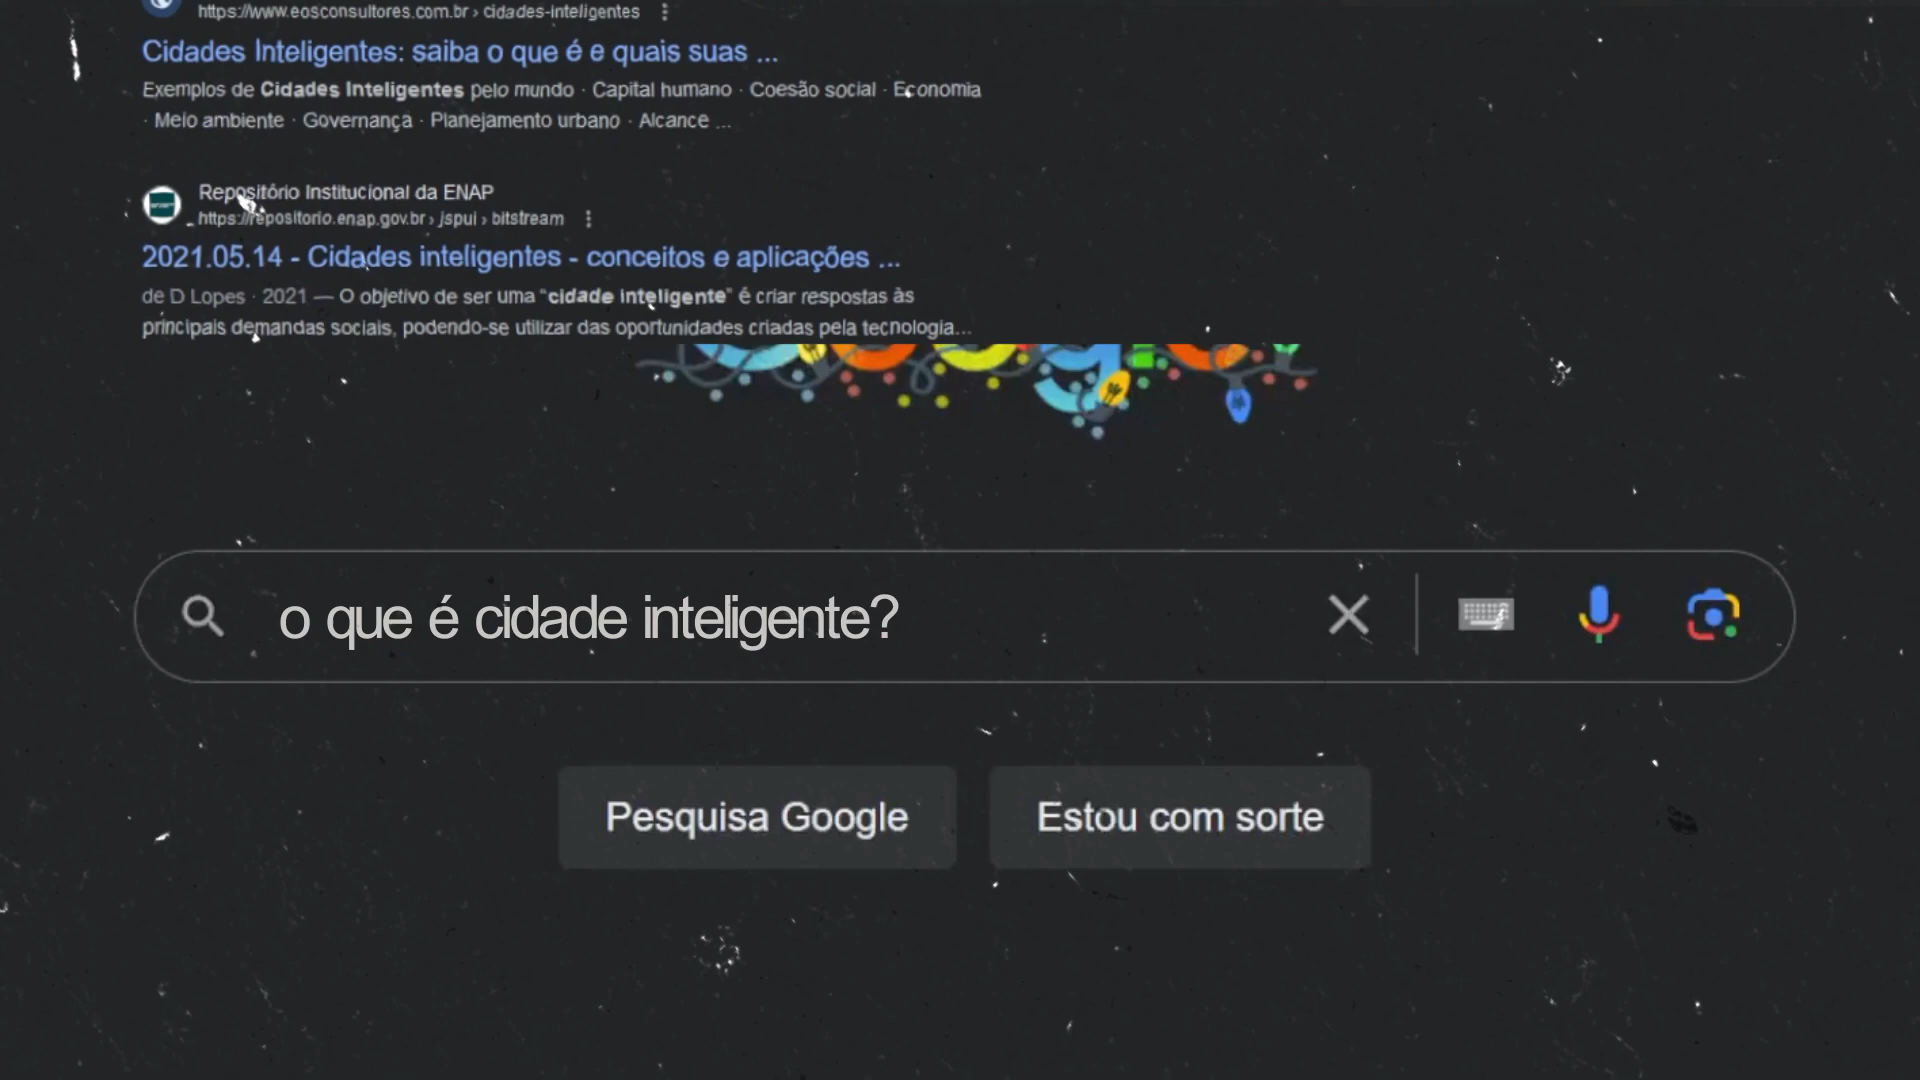 https://www.eosconsultores.com.br › cidades-inteligentes
Cidades Inteligentes: saiba o que é e quais suas ...
Exemplos de Cidades Inteligentes pelo mundo · Capital humano · Coesão social · Economia
· Meio ambiente · Governança · Planejamento urbano · Alcance ...
Repositório Institucional da ENAP
https://repositorio.enap.gov.br › jspui › bitstream
2021.05.14 - Cidades inteligentes - conceitos e aplicações ...
de D Lopes · 2021 — O objetivo de ser uma "cidade inteligente" é criar respostas às
principais demandas sociais, podendo-se utilizar das oportunidades criadas pela tecnologia...
o que é cidade inteligente?
Pesquisa Google
Estou com sorte